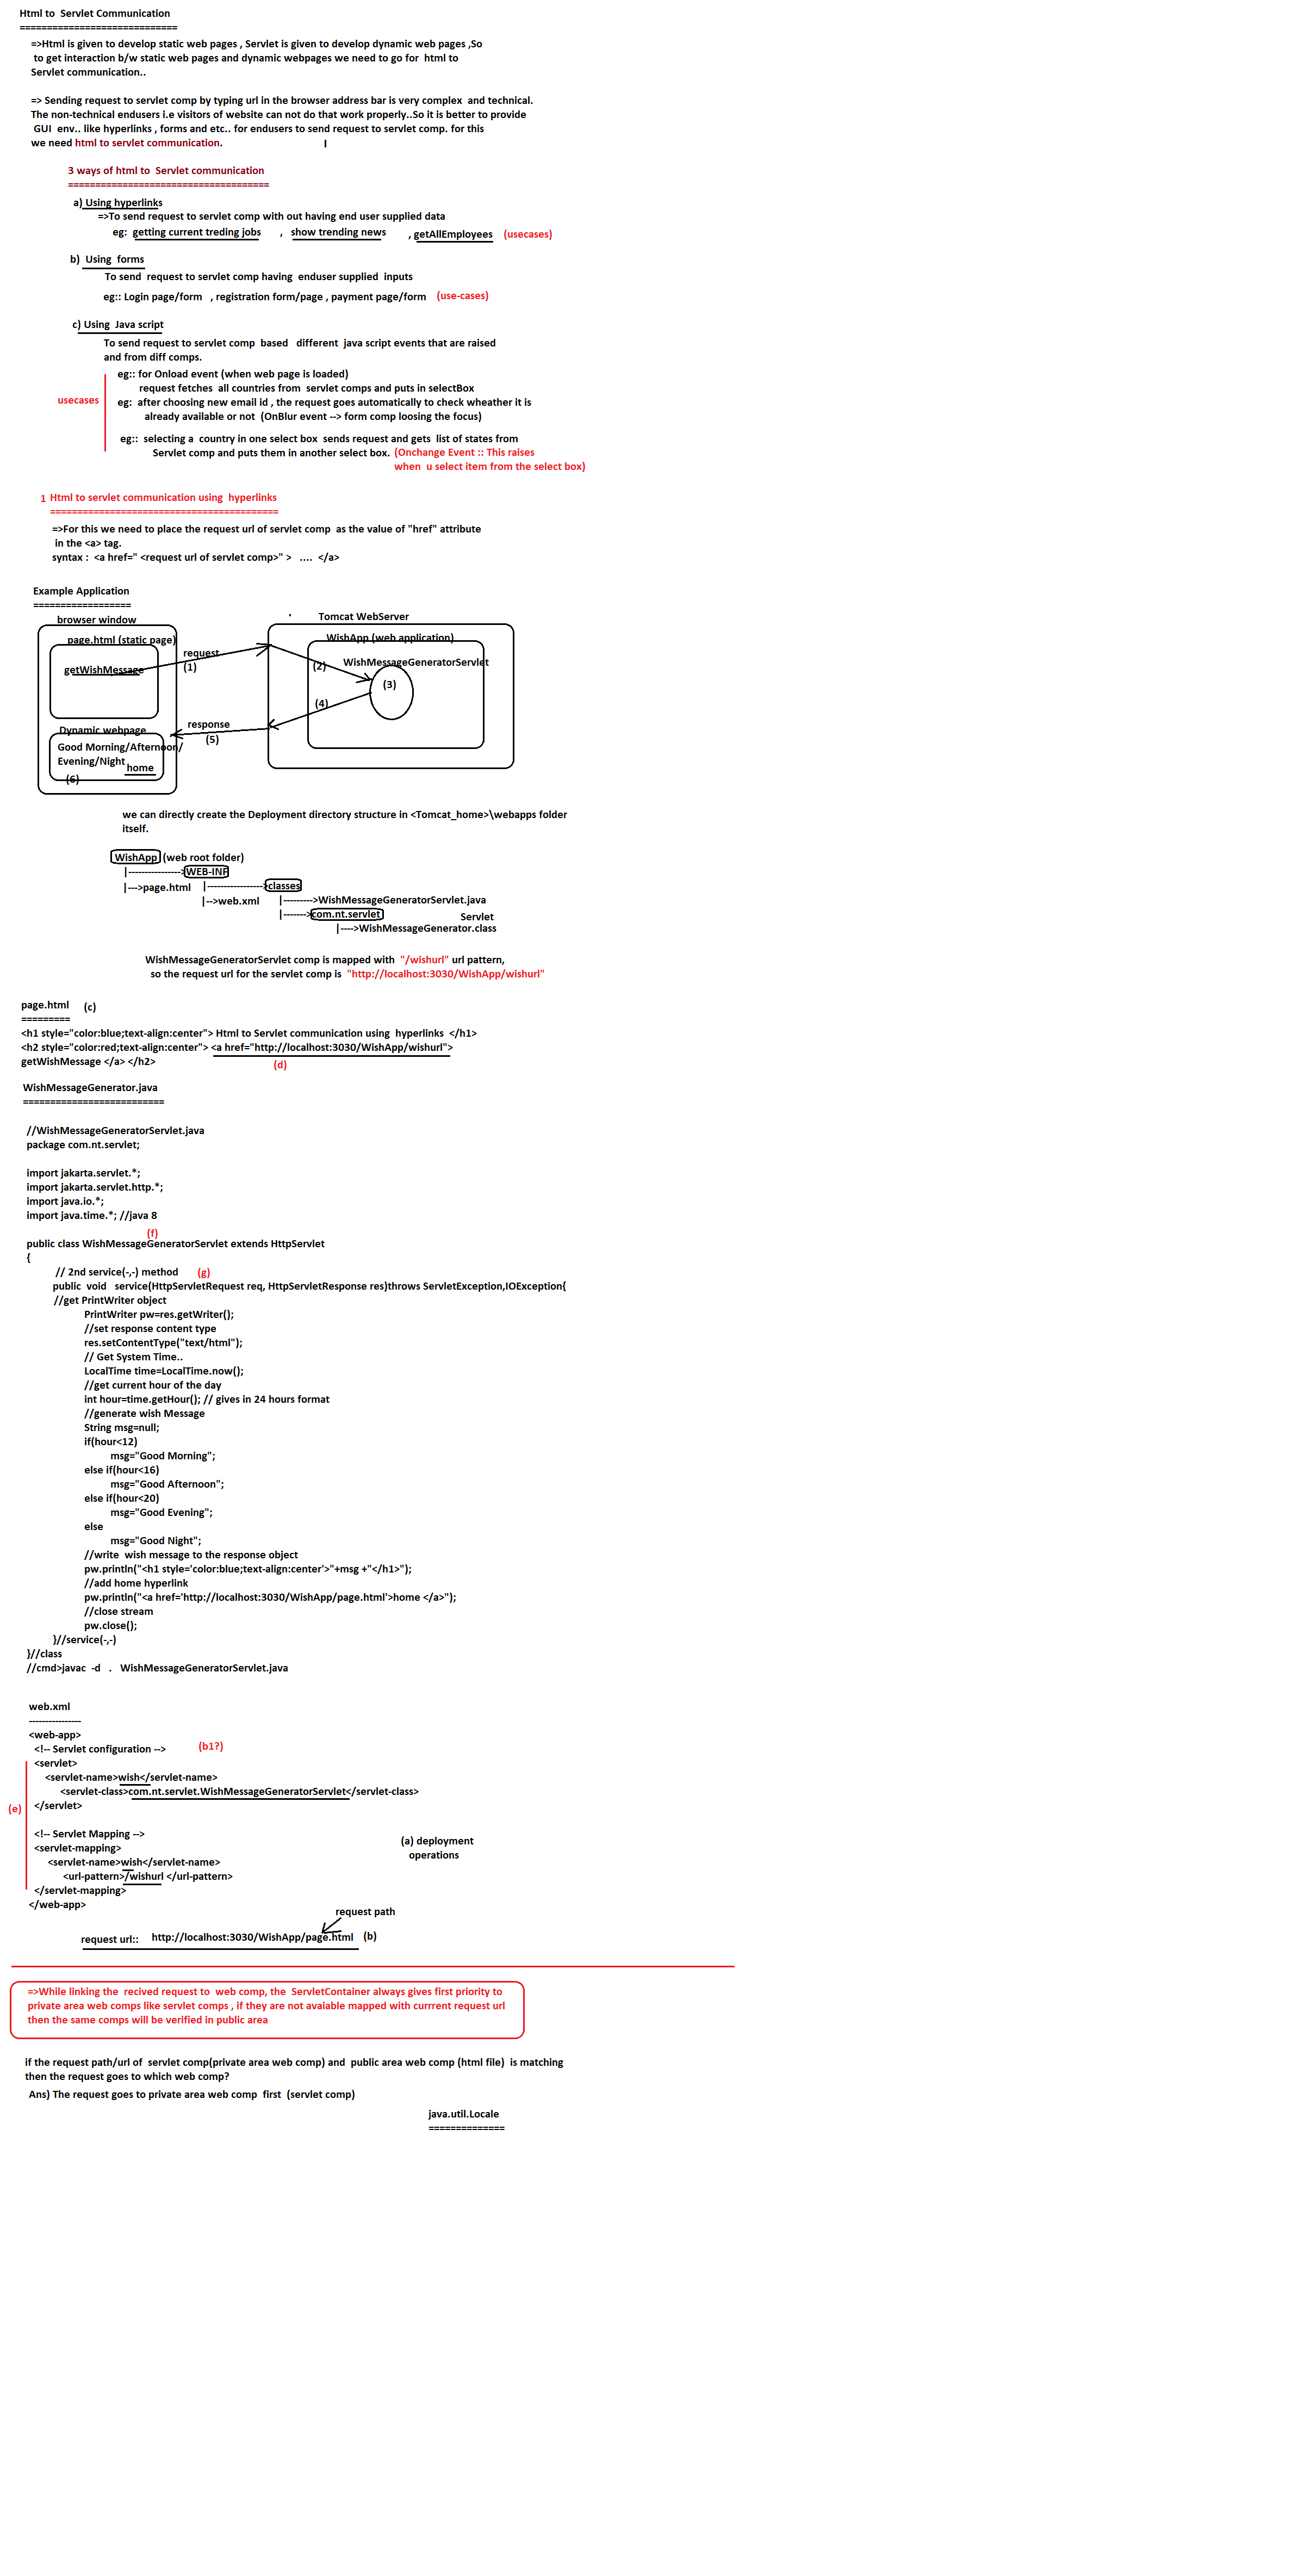 Html to  Servlet Communication
=============================
=>Html is given to develop static web pages , Servlet is given to develop dynamic web pages ,So
to get interaction b/w static web pages and dynamic webpages we need to go for  html to
Servlet communication..
=> Sending request to servlet comp by typing url in the browser address bar is very complex  and technical.
The non-technical endusers i.e visitors of website can not do that work properly..So it is better to provide
GUI  env.. like hyperlinks , forms and etc.. for endusers to send request to servlet comp. for this
we need html to servlet communication.
3 ways of html to  Servlet communication
=====================================
a) Using hyperlinks
=>To send request to servlet comp with out having end user supplied data
eg:  getting current treding jobs      ,   show trending news      , getAllEmployees   (usecases)
b)  Using  forms
To send  request to servlet comp having  enduser supplied  inputs
eg:: Login page/form   , registration form/page , payment page/form   (use-cases)
c) Using  Java script
To send request to servlet comp  based   different  java script events that are raised
and from diff comps.
eg:: for Onload event (when web page is loaded)
request fetches  all countries from  servlet comps and puts in selectBox
usecases
eg:  after choosing new email id , the request goes automatically to check wheather it is
already available or not  (OnBlur event --> form comp loosing the focus)
eg::  selecting a  country in one select box  sends request and gets  list of states from
Servlet comp and puts them in another select box.  (Onchange Event :: This raises
when  u select item from the select box)
1  Html to servlet communication using  hyperlinks
==========================================
=>For this we need to place the request url of servlet comp  as the value of "href" attribute
in the <a> tag.
syntax :  <a href=" <request url of servlet comp>" >   ....  </a>
Example Application
==================
browser window
Tomcat WebServer
page.html (static page)
WishApp (web application)
request
(1)
(2)
WishMessageGeneratorServlet
getWishMessage
(3)
(4)
response
(5)
Dynamic webpage
Good Morning/Afternoon/
Evening/Night
home
(6)
we can directly create the Deployment directory structure in <Tomcat_home>\webapps folder
itself.
WishApp  (web root folder)
|---------------->WEB-INF
|--->page.html    |----------------->classes
|-->web.xml       |--------->WishMessageGeneratorServlet.java
|------->com.nt.servlet
Servlet
|---->WishMessageGenerator.class
WishMessageGeneratorServlet comp is mapped with  "/wishurl" url pattern,
so the request url for the servlet comp is  "http://localhost:3030/WishApp/wishurl"
page.html     (c)
=========
<h1 style="color:blue;text-align:center"> Html to Servlet communication using  hyperlinks  </h1>
<h2 style="color:red;text-align:center"> <a href="http://localhost:3030/WishApp/wishurl">
getWishMessage </a> </h2>
(d)
WishMessageGenerator.java
==========================
//WishMessageGeneratorServlet.java
package com.nt.servlet;
import jakarta.servlet.*;
import jakarta.servlet.http.*;
import java.io.*;
import java.time.*; //java 8
(f)
public class WishMessageGeneratorServlet extends HttpServlet
{
// 2nd service(-,-) method      (g)
public  void   service(HttpServletRequest req, HttpServletResponse res)throws ServletException,IOException{
//get PrintWriter object
PrintWriter pw=res.getWriter();
//set response content type
res.setContentType("text/html");
// Get System Time..
LocalTime time=LocalTime.now();
//get current hour of the day
int hour=time.getHour(); // gives in 24 hours format
//generate wish Message
String msg=null;
if(hour<12)
msg="Good Morning";
else if(hour<16)
msg="Good Afternoon";
else if(hour<20)
msg="Good Evening";
else
msg="Good Night";
//write  wish message to the response object
pw.println("<h1 style='color:blue;text-align:center'>"+msg +"</h1>");
//add home hyperlink
pw.println("<a href='http://localhost:3030/WishApp/page.html'>home </a>");
//close stream
pw.close();
}//service(-,-)
}//class
//cmd>javac  -d   .   WishMessageGeneratorServlet.java
web.xml
----------------
<web-app>
<!-- Servlet configuration -->          (b1?)
<servlet>
<servlet-name>wish</servlet-name>
<servlet-class>com.nt.servlet.WishMessageGeneratorServlet</servlet-class>
</servlet>
(e)
<!-- Servlet Mapping -->
<servlet-mapping>
(a) deployment
operations
<servlet-name>wish</servlet-name>
<url-pattern>/wishurl </url-pattern>
</servlet-mapping>
</web-app>
request path
request url::    http://localhost:3030/WishApp/page.html   (b)
=>While linking the  recived request to  web comp, the  ServletContainer always gives first priority to
private area web comps like servlet comps , if they are not avaiable mapped with currrent request url
then the same comps will be verified in public area
if the request path/url of  servlet comp(private area web comp) and  public area web comp (html file)  is matching
then the request goes to which web comp?
Ans) The request goes to private area web comp  first  (servlet comp)
java.util.Locale
==============